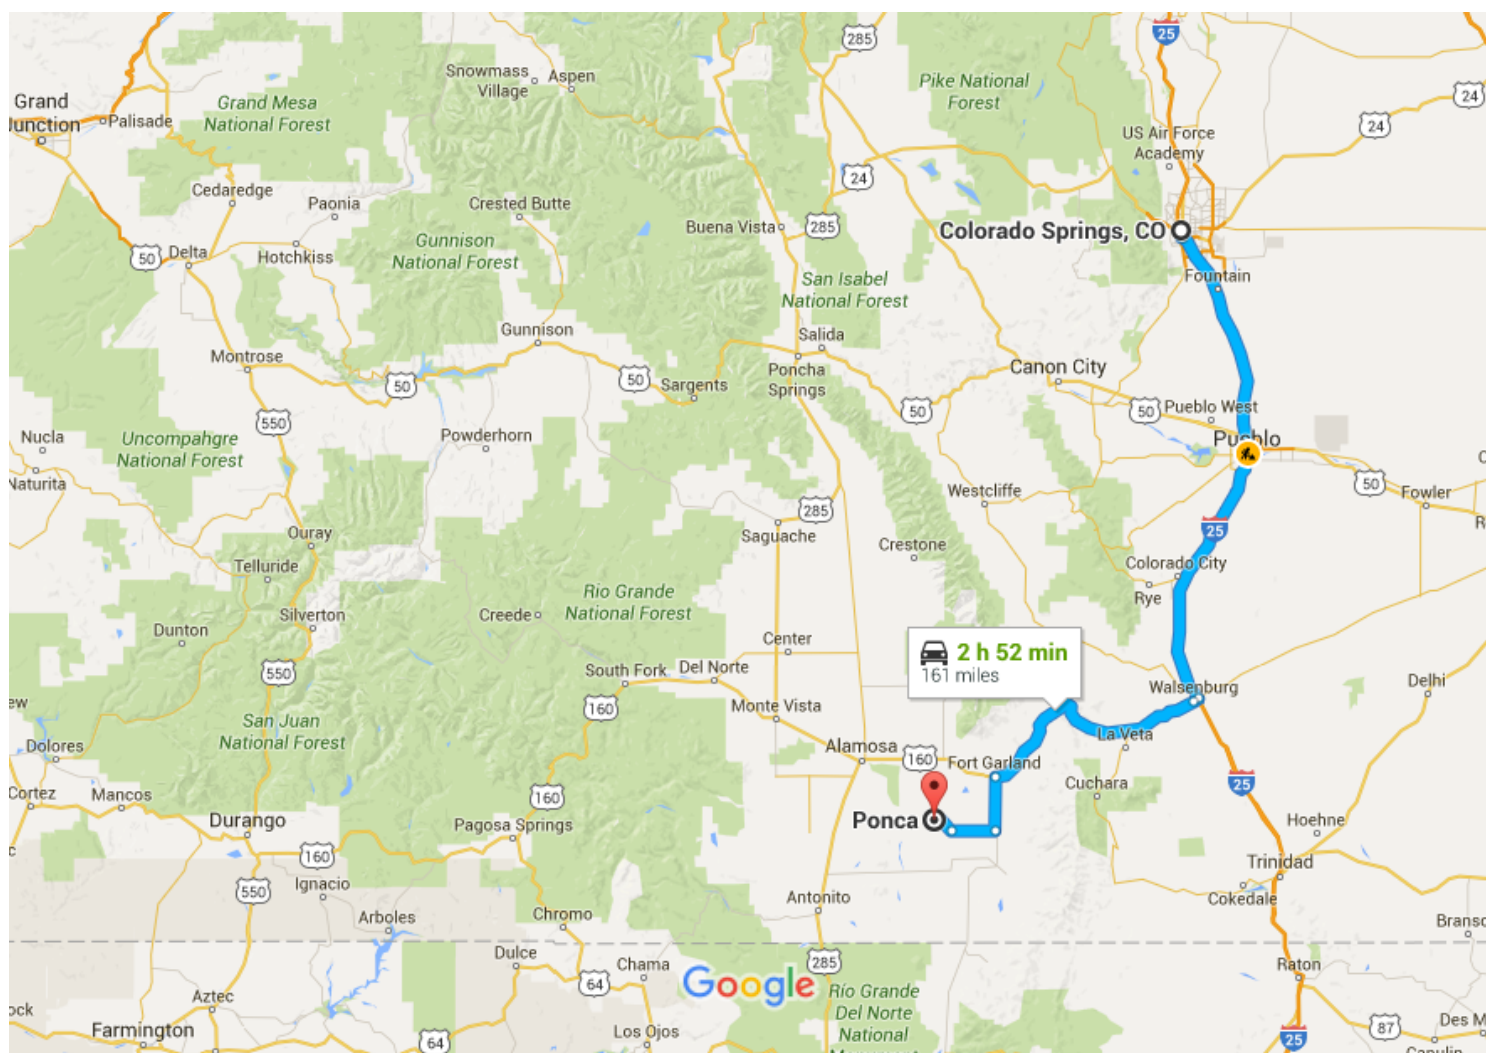 25
285
Snowmass
Village
Aspen
Pike National
Forest
24
Grand
Junction
Palisade
Grand Mesa
National Forest
24
US Air Force
Academy
24
Cedaredge
Paonia
Crested Butte
Buena Vista
285
Colorado Springs, CO
50
Delta
Hotchkiss
Gunnison
National Forest
San Isabel
National Forest
Fountain
Gunnison
Salida
Montrose
50
50
Sargents
Poncha
Springs
Canon City
50
50
Pueblo West
550
Pueblo
Nucla
Uncompahgre
National Forest
Powderhorn
Naturita
Westcliffe
50
Fowler
285
25
Ouray
Saguache
Crestone
Telluride
Colorado City
Rio Grande
National Forest
Rye
Silverton
Creede
Dunton
Center
2 h 52 min
161 miles
550
South Fork
Del Norte
Walsenburg
Delhi
ew
160
Monte Vista
San Juan
National Forest
La Veta
Dolores
Alamosa
160
Fort Garland
25
Cortez
Mancos
160
Cuchara
Durango
Pagosa Springs
Ponca
Hoehne
c
160
Trinidad
550
Ignacio
Antonito
Cokedale
Arboles
Chromo
Bransc
Dulce
Chama
285
Raton
64
Google
Aztec
Río Grande
Del Norte
National
ock
Farmington
64
Los Ojos
87
Des M
25